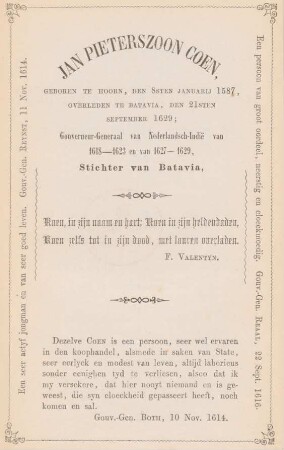 JAN PIETERSZOON COEN,
GEBOREN TE HOORN, DEN 8STEN JANUARIJ 1587,
OVERLEDEN TE BATAVIA, DEN 21STEN
SEPTEMBER 1629;
Gouverneur-Generaal van Nederlandsch-Indië van
1618—1623 en van 1627—1629,
Stichter van Batavia,
Koen, in zijn naam en hart: Koen in zijn heldendaden,
Koen zelfs tot in zijn dood, met louren overladen.
F. VALENTYN.
Dezelve COEN is een persoon, seer wel ervaren
in den koophandel, alsmede in saken van State,
seer eerlyck en modest van leven, altijd laborieus
sonder eenighen tyd te verliesen, alsoo dat ik
my versekere, dat hier nooyt niemand en is ge-
weest, die syn cloeckheid gepasseert heeft, noch
komen en sal.
Gouv.-Gen. BOTH, 10 Nov. 1614.
Een seer actyf jongman en van seer goed leven. Gouv.-Gen. REYNST, 11 Nov. 1614.
Een persoon van groot oordeel, neerstig en cloeckmoedig. Gouv.-Gen. REAAL, 22 Sept. 1616.